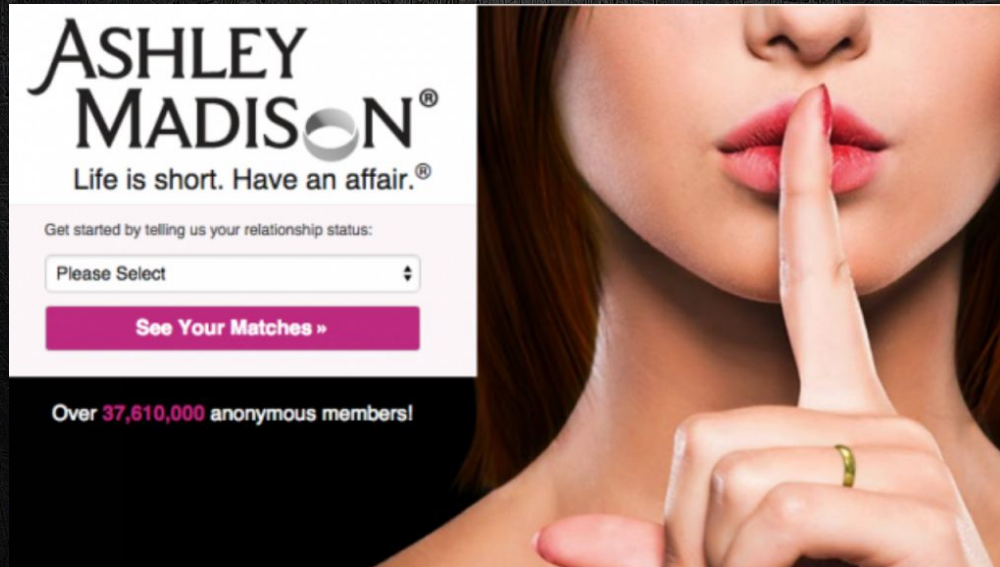 ASHLEY
MADISON®
Life is short. Have an affair.®
Get started by telling us your relationship status:
Please Select
See Your Matches »
Over 37,610,000 anonymous members!